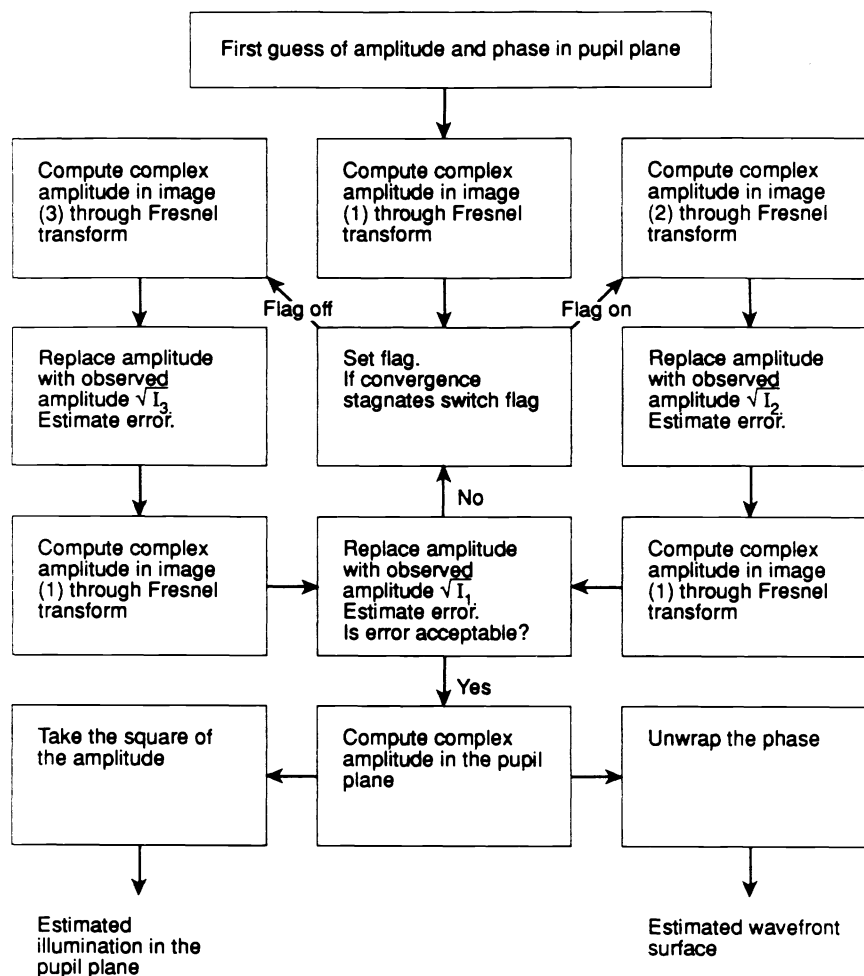 First guess of amplitude and phase in pupil plane
Compute complex
amplitude in image
(3) through Fresnel
transform
Compute complex
amplitude in image
(1) through Fresnel
transform
Compute complex
amplitude in image
(2) through Fresnel
transform
Flag off
Flag on
Replace amplitude
with observed
amplitude √I₃.
Estimate error.
Set flag.
If convergence
stagnates switch flag
Replace amplitude
with observed
amplitude √I₂.
Estimate error.
No
Compute complex
amplitude in image
(1) through Fresnel
transform
Replace amplitude
with observed
amplitude √I₁.
Estimate error.
Is error acceptable?
Compute complex
amplitude in image
(1) through Fresnel
transform
Yes
Take the square of
the amplitude
Compute complex
amplitude in the pupil
plane
Unwrap the phase
Estimated
illumination in the
pupil plane
Estimated wavefront
surface